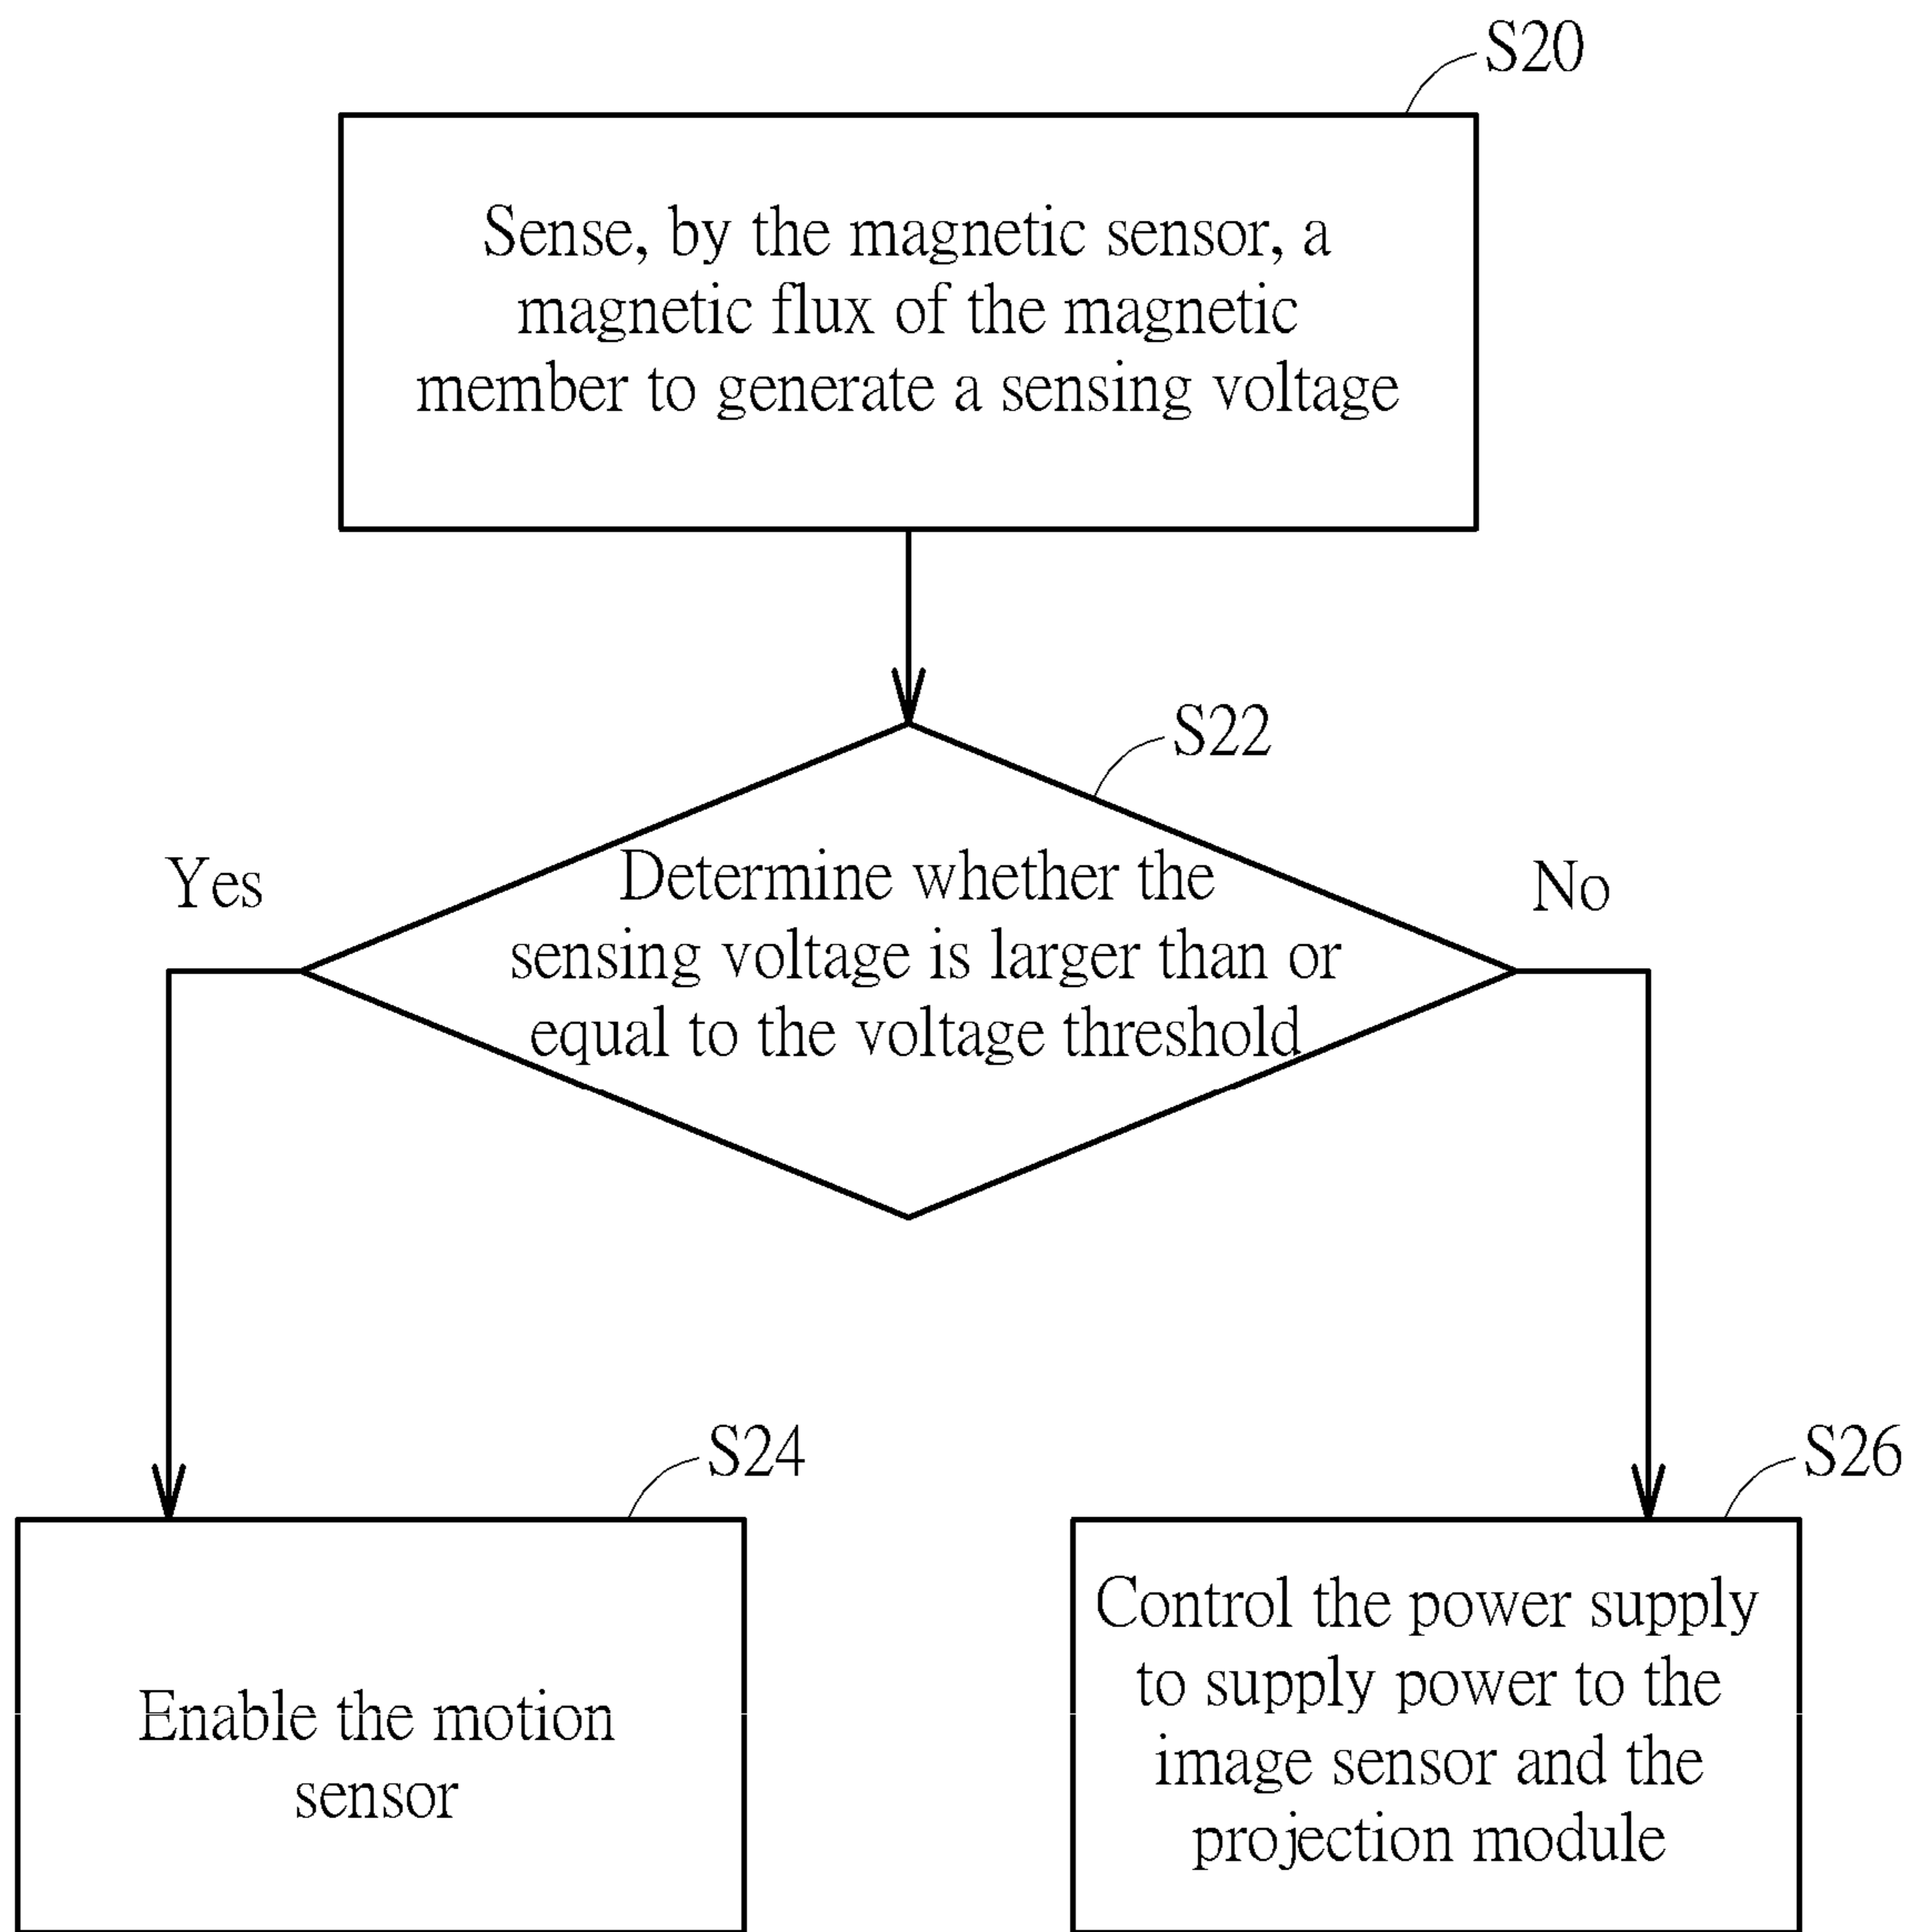 S20
Sense, by the magnetic sensor, a
magnetic flux of the magnetic
member to generate a sensing voltage
S22
Yes
No
Determine whether the
sensing voltage is larger than or
equal to the voltage threshold
S24
S26
Enable the motion
sensor
Control the power supply
to supply power to the
image sensor and the
projection module